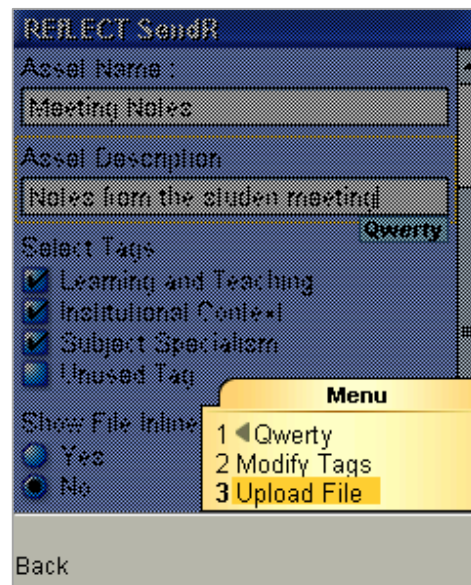 REFLECT SendR
Asset Name :
Meeting Notes
Asset Description
Notes from the studen meeting
Qwerty
Select Tags
Learning and Teaching
Institutional Context
Subject Specialism
Unused Tag
Show File Inline
Yes
No
Menu
1 Qwerty
2 Modify Tags
3 Upload File
Back